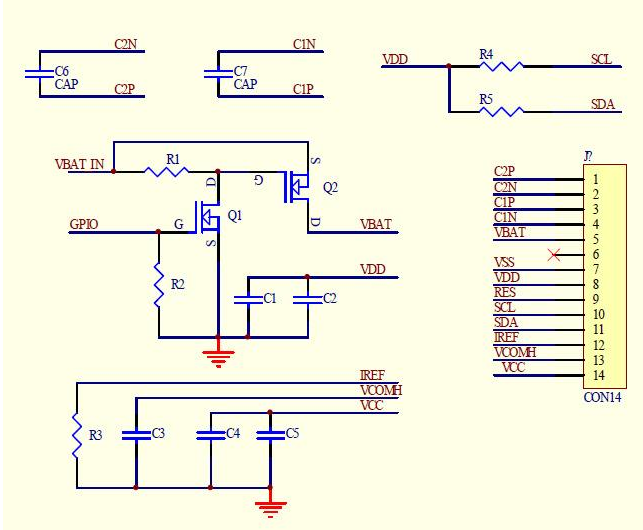 C2N
C6
CAP
C2P
C1N
C7
CAP
C1P
VDD
R4
SCL
R5
SDA
VBAT IN
R1
D
G
S
Q2
D
VBAT
GPIO
G
Q1
S
R2
VDD
C1
C2
IREF
VCOMH
VCC
R3
C3
C4
C5
J?
C2P 1
C2N 2
C1P 3
C1N 4
VBAT 5
6
VSS 7
VDD 8
RES 9
SCL 10
SDA 11
IREF 12
VCOMH 13
VCC 14
CON14